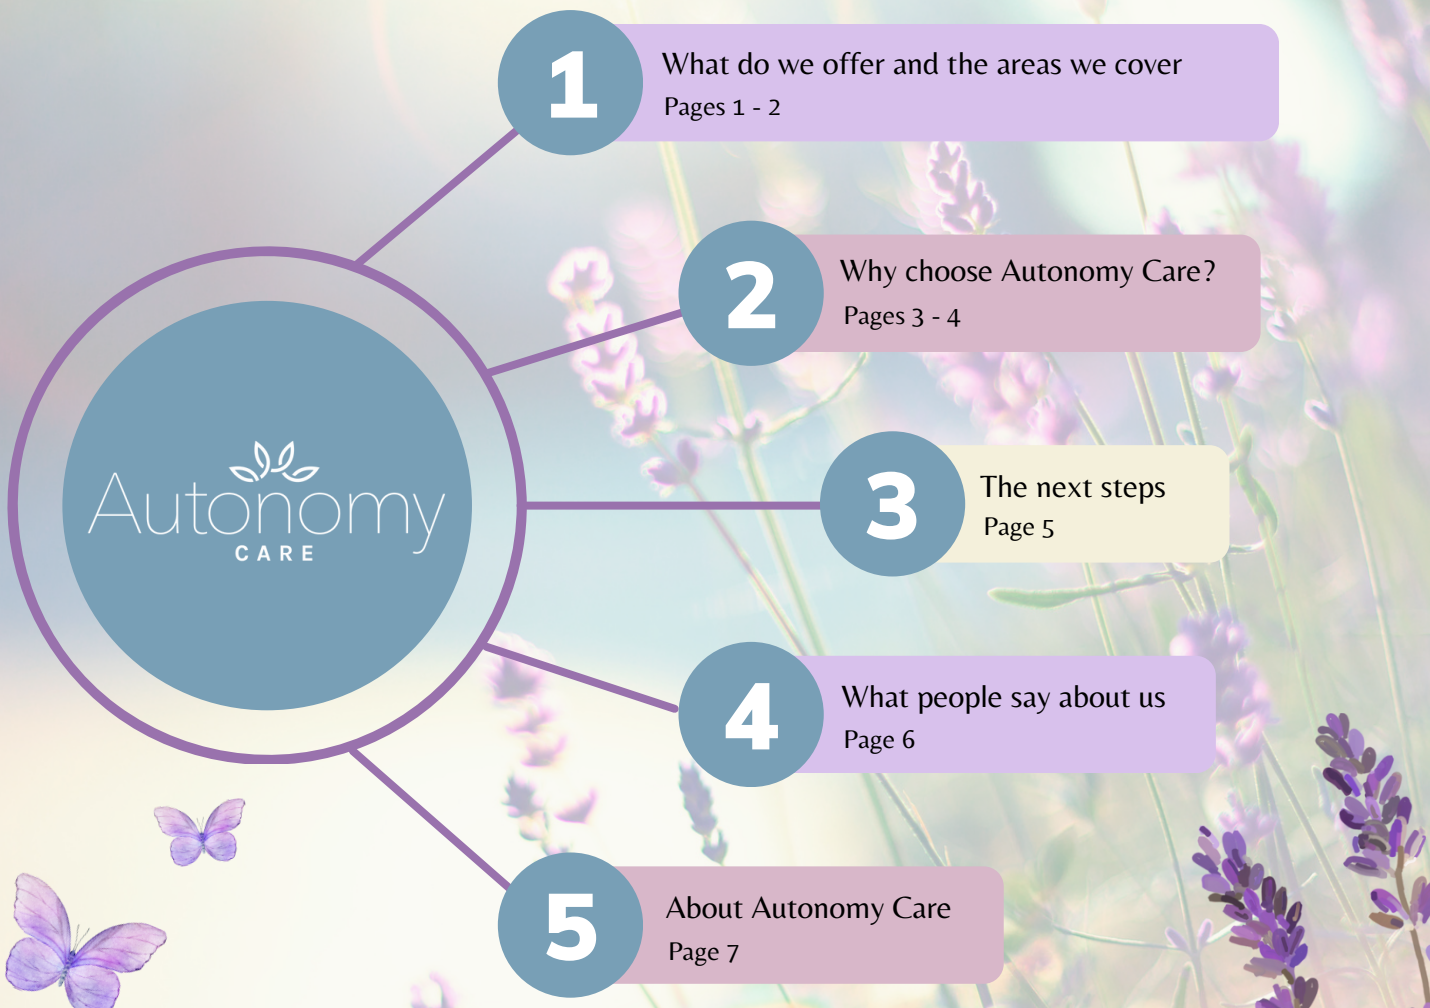 1
What do we offer and the areas we cover
Pages 1 - 2
2
Why choose Autonomy Care?
Pages 3 - 4
Autonomy
CARE
3
The next steps
Page 5
4
What people say about us
Page 6
5
About Autonomy Care
Page 7